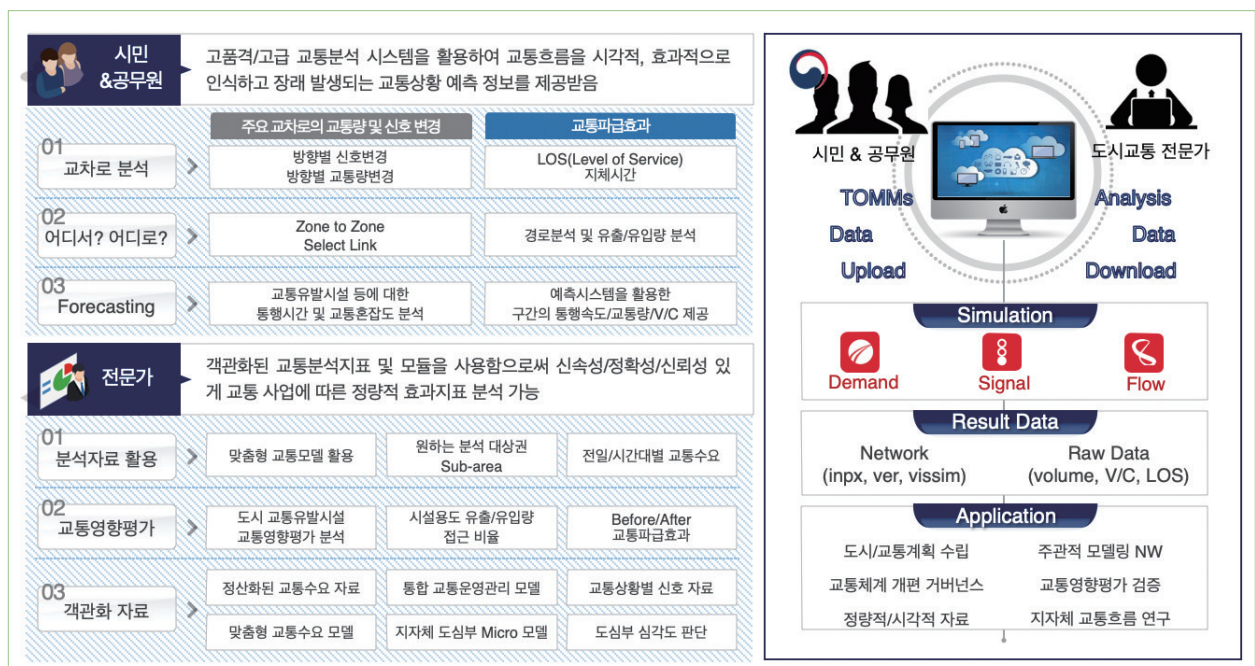 시민
&공무원
고품격/고급 교통분석 시스템을 활용하여 교통흐름을 시각적, 효과적으로
인식하고 장래 발생되는 교통상황 예측 정보를 제공받음
주요 교차로의 교통량 및 신호 변경
교통파급효과
01
교차로 분석
방향별 신호변경
방향별 교통량변경
LOS(Level of Service)
지체시간
02
어디서? 어디로?
Zone to Zone
Select Link
경로분석 및 유출/유입량 분석
03
Forecasting
교통유발시설 등에 대한
통행시간 및 교통혼잡도 분석
예측시스템을 활용한
구간의 통행속도/교통량/V/C 제공
전문가
객관화된 교통분석지표 및 모듈을 사용함으로써 신속성/정확성/신뢰성 있
게 교통 사업에 따른 정량적 효과지표 분석 가능
01
분석자료 활용
맞춤형 교통모델 활용
원하는 분석 대상권
Sub-area
전일/시간대별 교통수요
02
교통영향평가
도시 교통유발시설
교통영향평가 분석
시설용도 유출/유입량
접근 비율
Before/After
교통파급효과
03
객관화 자료
정산화된 교통수요 자료
통합 교통운영관리 모델
교통상황별 신호 자료
맞춤형 교통수요 모델
지자체 도심부 Micro 모델
도심부 심각도 판단
시민 & 공무원
도시교통 전문가
TOMMs
Data
Upload
Analysis
Data
Download
Simulation
Demand
Signal
Flow
Result Data
Network
(inpx, ver, vissim)
Raw Data
(volume, V/C, LOS)
Application
도시/교통계획 수립
주관적 모델링 NW
교통체계 개편 거버넌스
교통영향평가 검증
정량적/시각적 자료
지자체 교통흐름 연구